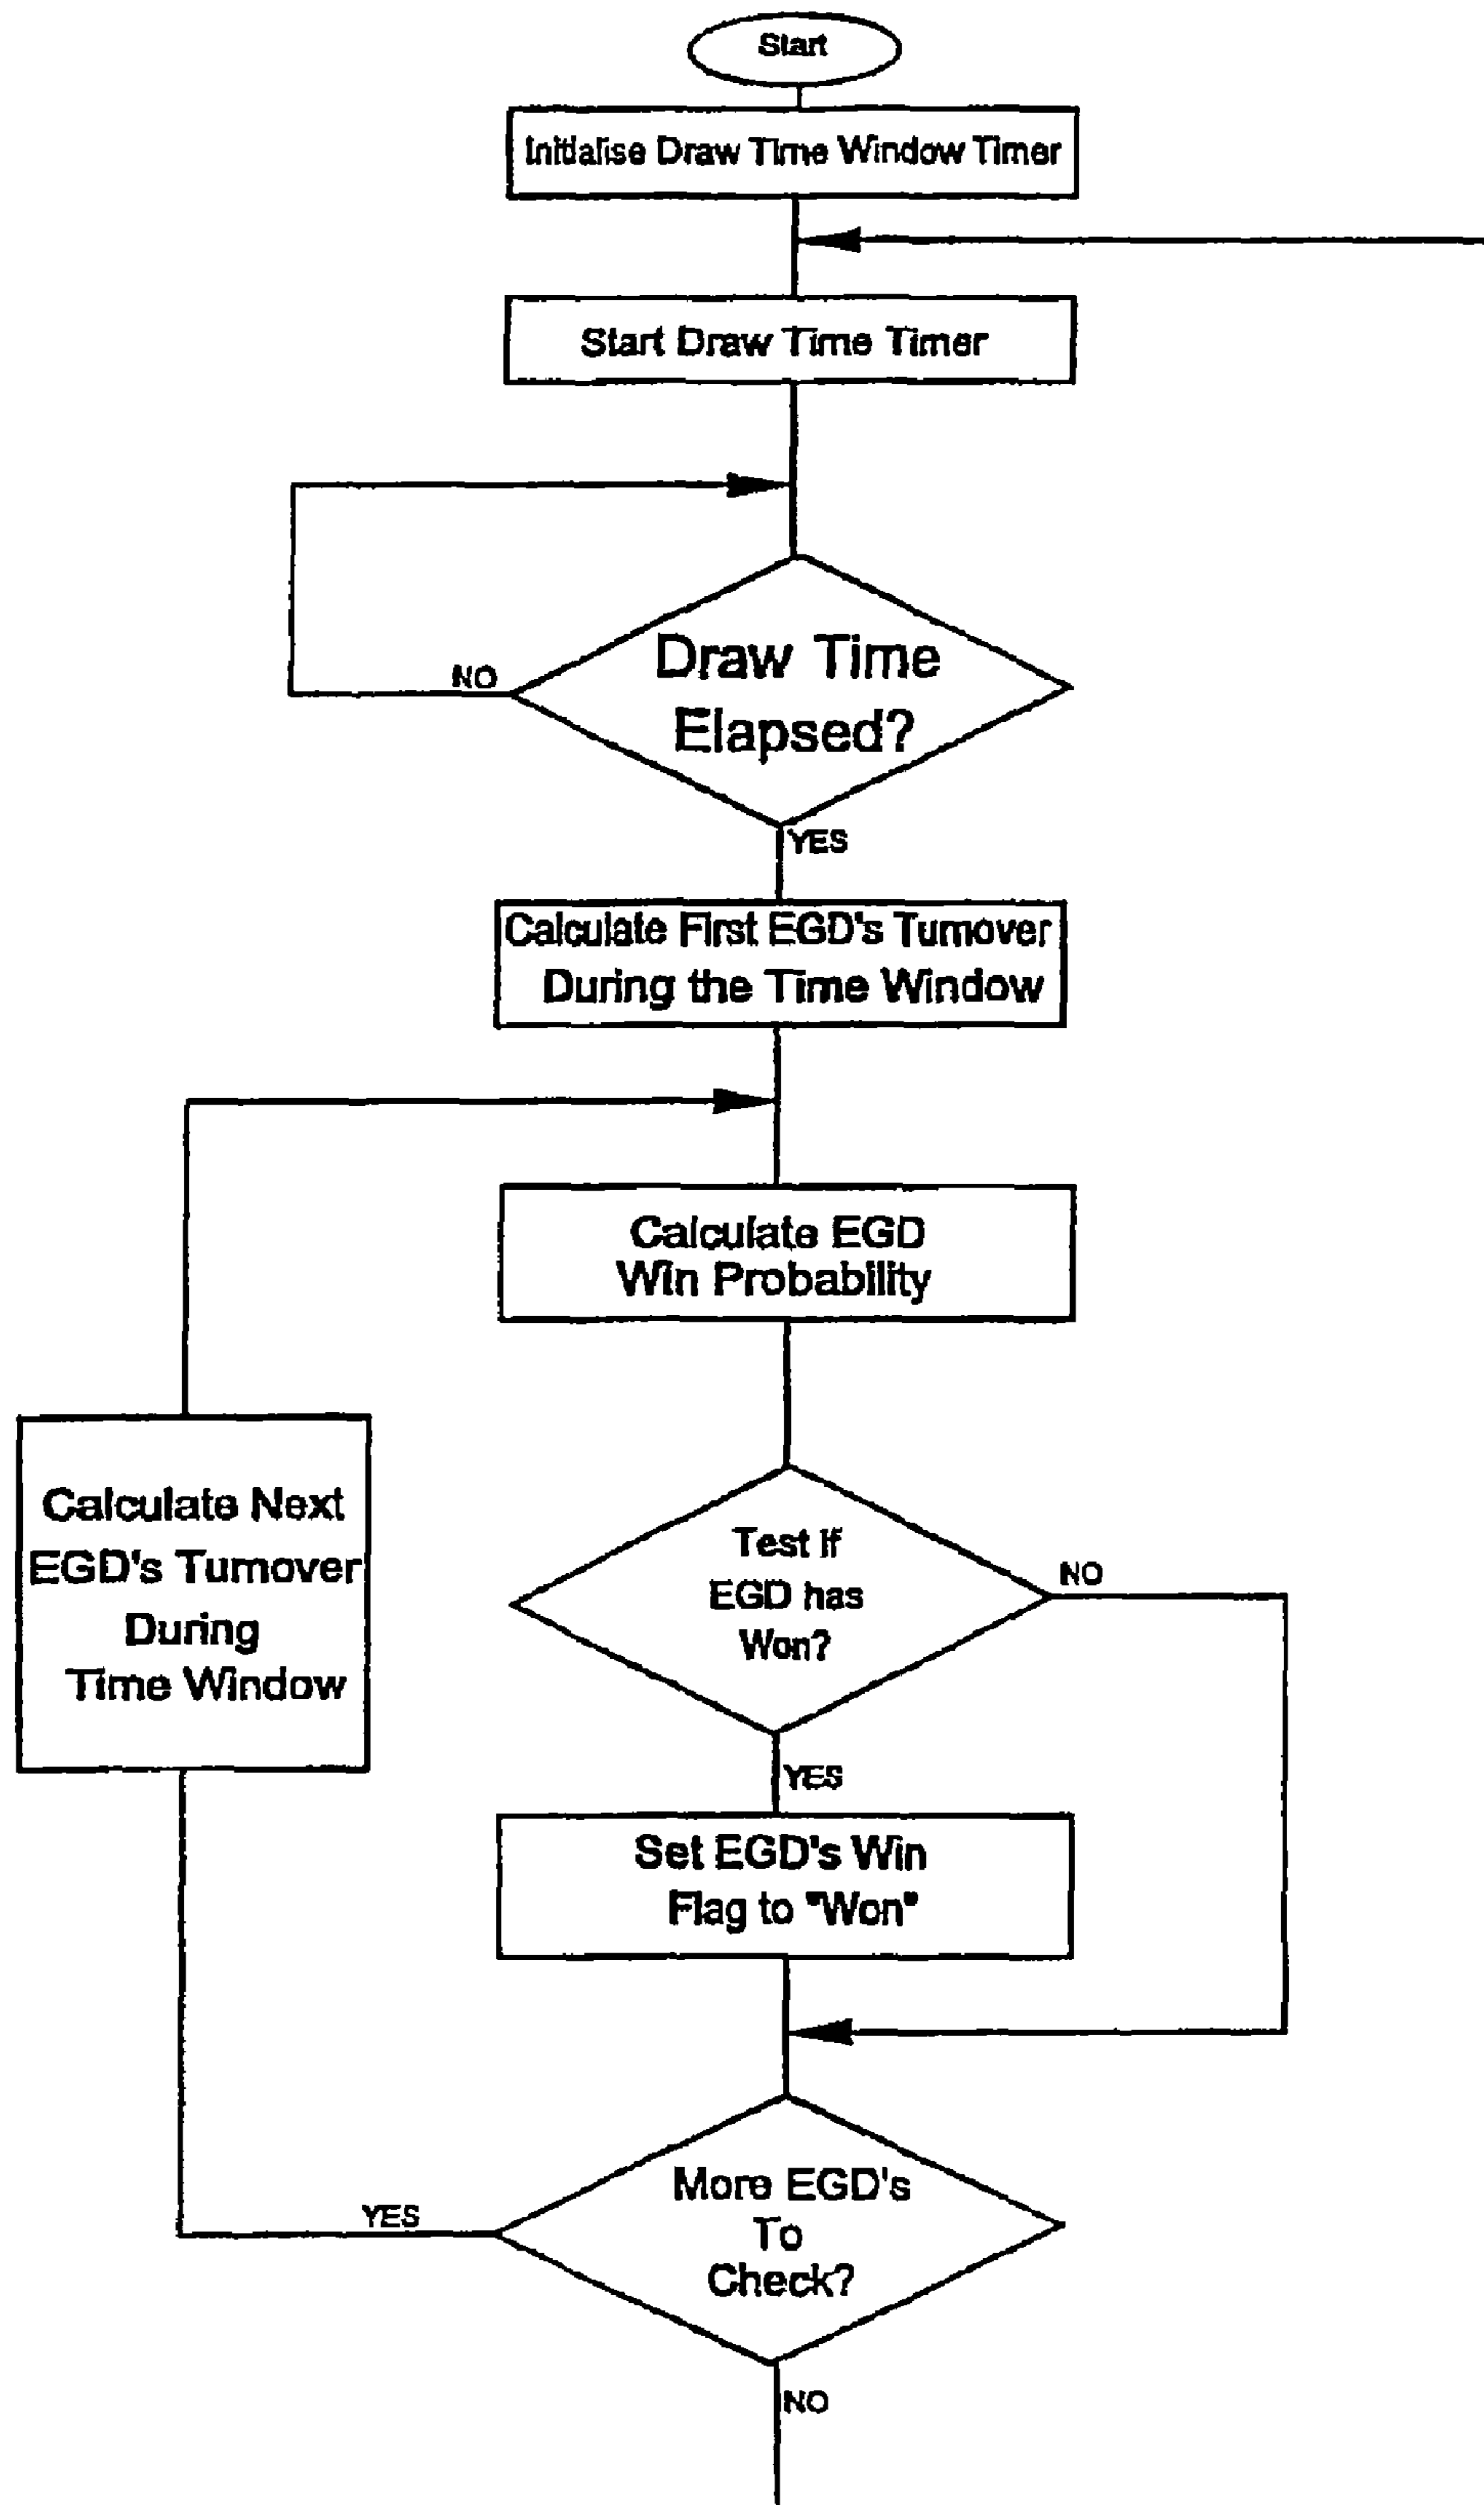 Start
Initialise Draw Time Window Timer
Start Draw Time Timer
Draw Time
Elapsed?
NO
YES
Calculate First EGD's Turnover
During the Time Window
Calculate EGD
Win Probability
Calculate Next
EGD's Turnover
During
Time Window
Test if
EGD has
Won?
NO
YES
Set EGD's Win
Flag to "Won"
More EGD's
To
Check?
YES
NO